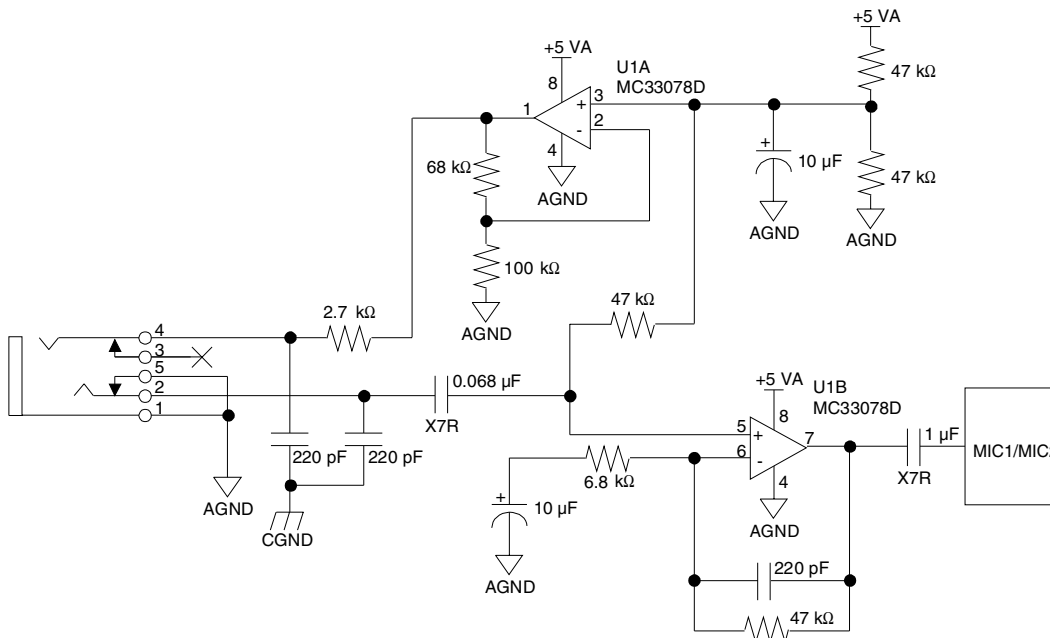 +5 VA
+5 VA
U1A
MC33078D
47 kΩ
8
3
+
1
2
-
4
AGND
68 kΩ
+
10 µF
AGND
47 kΩ
AGND
100 kΩ
AGND
2.7 kΩ
47 kΩ
4
3
5
2
1
0.068 µF
X7R
+5 VA
U1B
MC33078D
8
5
+
7
6
-
4
AGND
1 µF
X7R
MIC1/MIC2
220 pF
220 pF
6.8 kΩ
+
10 µF
AGND
AGND
CGND
220 pF
47 kΩ